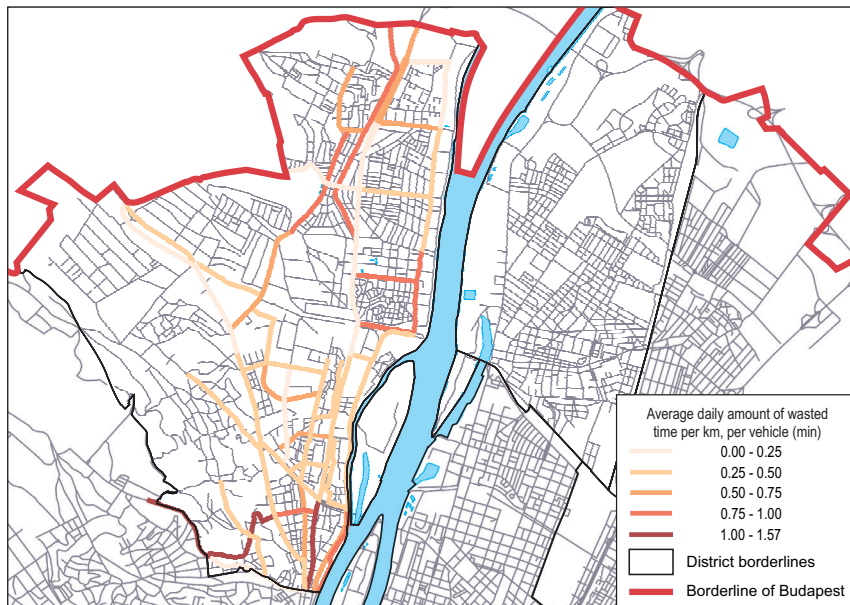 Average daily amount of wasted
time per km, per vehicle (min)
0.00 - 0.25
0.25 - 0.50
0.50 - 0.75
0.75 - 1.00
1.00 - 1.57
District borderlines
Borderline of Budapest